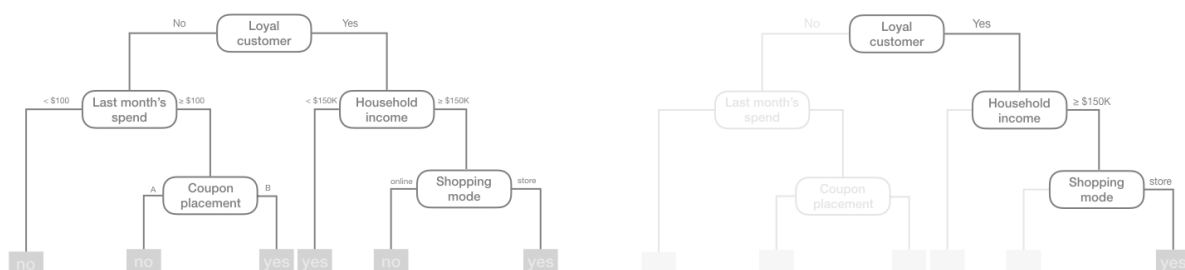 No
Loyal
customer
Yes
< $100
Last month's
spend
≥ $100
< $150K
Household
income
≥ $150K
A
Coupon
placement
B
online
Shopping
mode
store
no
no
yes
yes
no
yes
No
Loyal
customer
Yes
Last month's
spend
Household
income
≥ $150K
Coupon
placement
Shopping
mode
store
yes